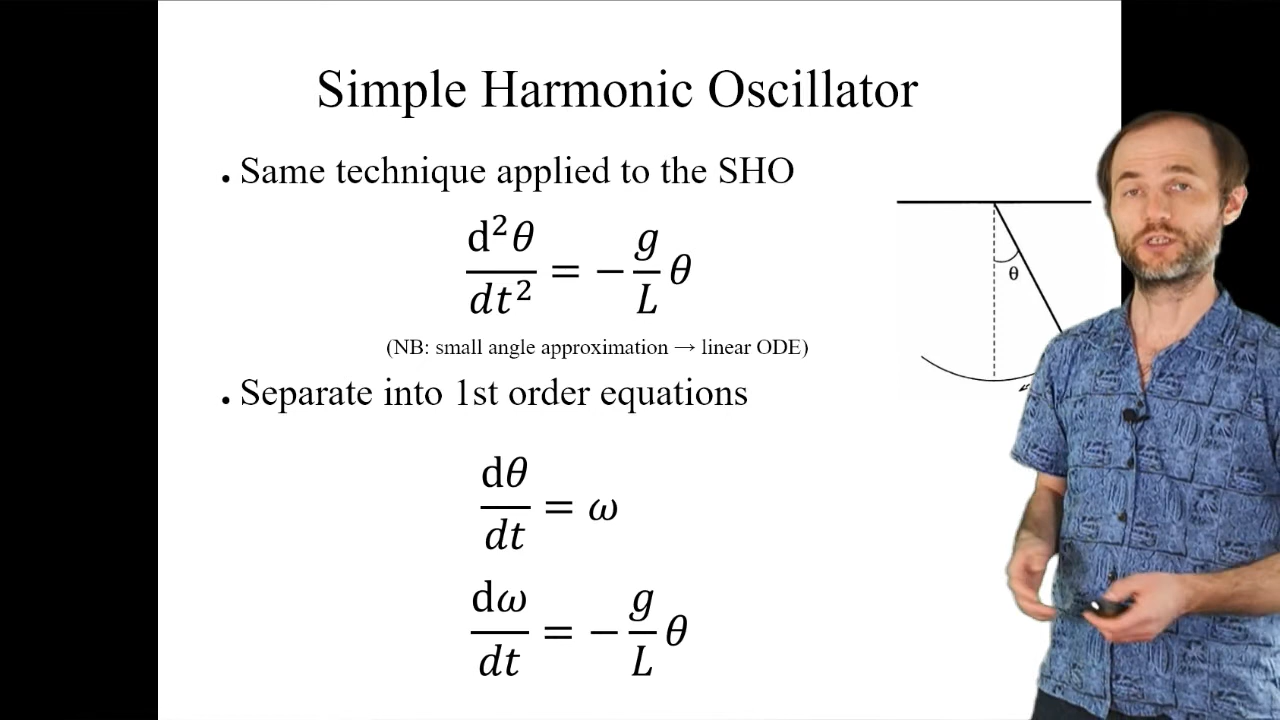 Simple Harmonic Oscillator
• Same technique applied to the SHO
d²θ/dt² = −g/L θ
θ
(NB: small angle approximation → linear ODE)
• Separate into 1st order equations
dθ/dt = ω
dω/dt = −g/L θ